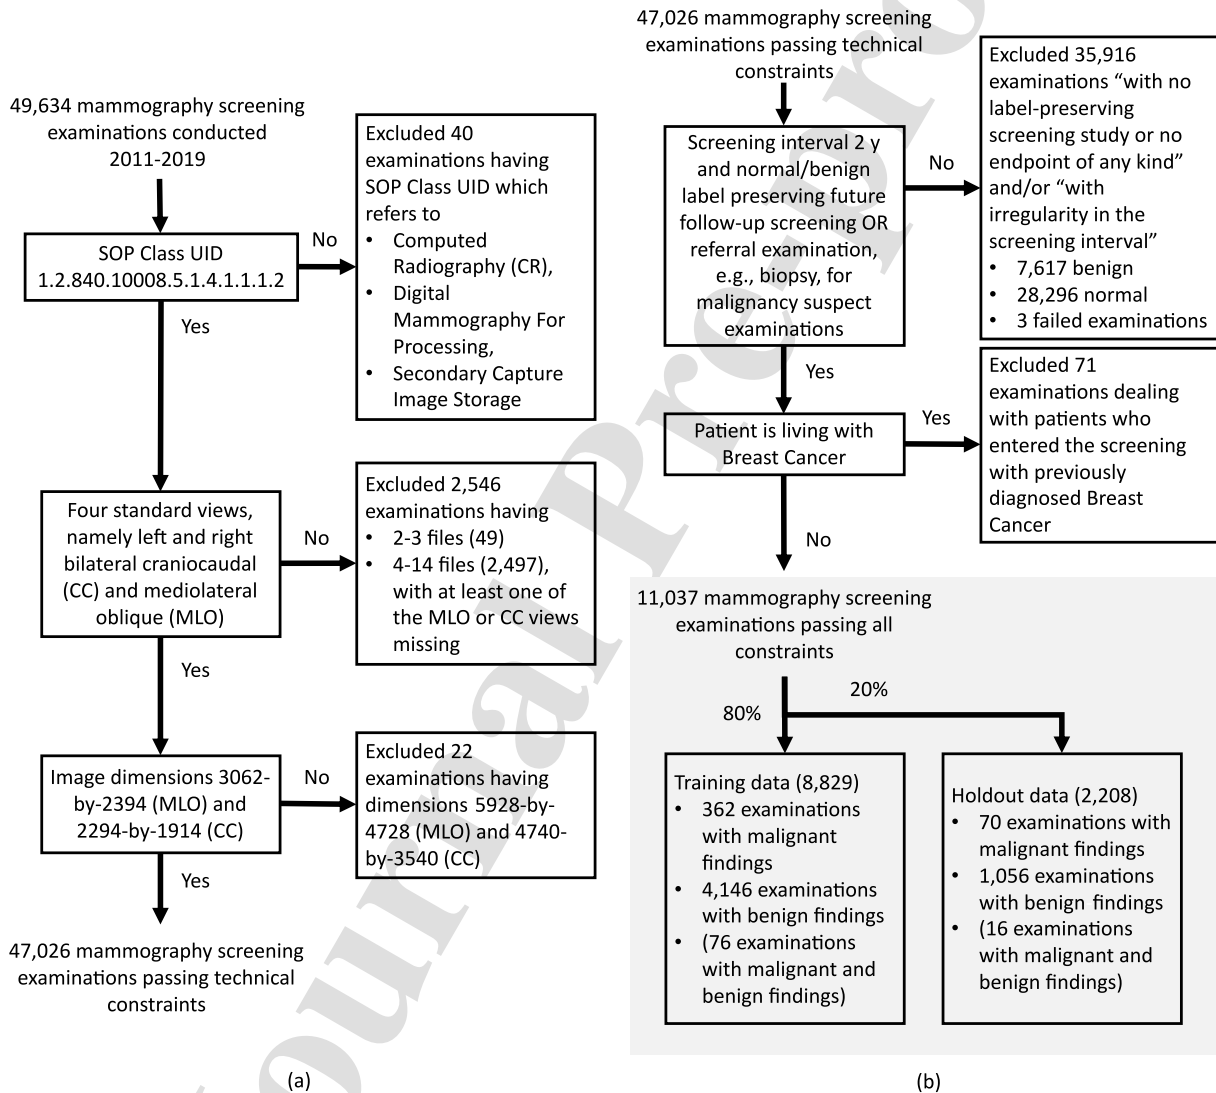 49,634 mammography screening
examinations conducted
2011-2019
SOP Class UID
1.2.840.10008.5.1.4.1.1.1.2
No
Excluded 40
examinations having
SOP Class UID which
refers to
• Computed
Radiography (CR),
• Digital
Mammography For
Processing,
• Secondary Capture
Image Storage
Yes
Four standard views,
namely left and right
bilateral craniocaudal
(CC) and mediolateral
oblique (MLO)
No
Excluded 2,546
examinations having
• 2-3 files (49)
• 4-14 files (2,497),
with at least one of
the MLO or CC views
missing
Yes
Image dimensions 3062-
by-2394 (MLO) and
2294-by-1914 (CC)
No
Excluded 22
examinations having
dimensions 5928-by-
4728 (MLO) and 4740-
by-3540 (CC)
Yes
47,026 mammography screening
examinations passing technical
constraints
(a)
47,026 mammography screening
examinations passing technical
constraints
Screening interval 2 y
and normal/benign
label preserving future
follow-up screening OR
referral examination,
e.g., biopsy, for
malignancy suspect
examinations
No
Excluded 35,916
examinations “with no
label-preserving
screening study or no
endpoint of any kind”
and/or “with
irregularity in the
screening interval”
• 7,617 benign
• 28,296 normal
• 3 failed examinations
Yes
Patient is living with
Breast Cancer
Yes
Excluded 71
examinations dealing
with patients who
entered the screening
with previously
diagnosed Breast
Cancer
No
11,037 mammography screening
examinations passing all
constraints
80%
20%
Training data (8,829)
• 362 examinations
with malignant
findings
• 4,146 examinations
with benign findings
• (76 examinations
with malignant and
benign findings)
Holdout data (2,208)
• 70 examinations with
malignant findings
• 1,056 examinations
with benign findings
• (16 examinations
with malignant and
benign findings)
(b)
Journal Pre-pro